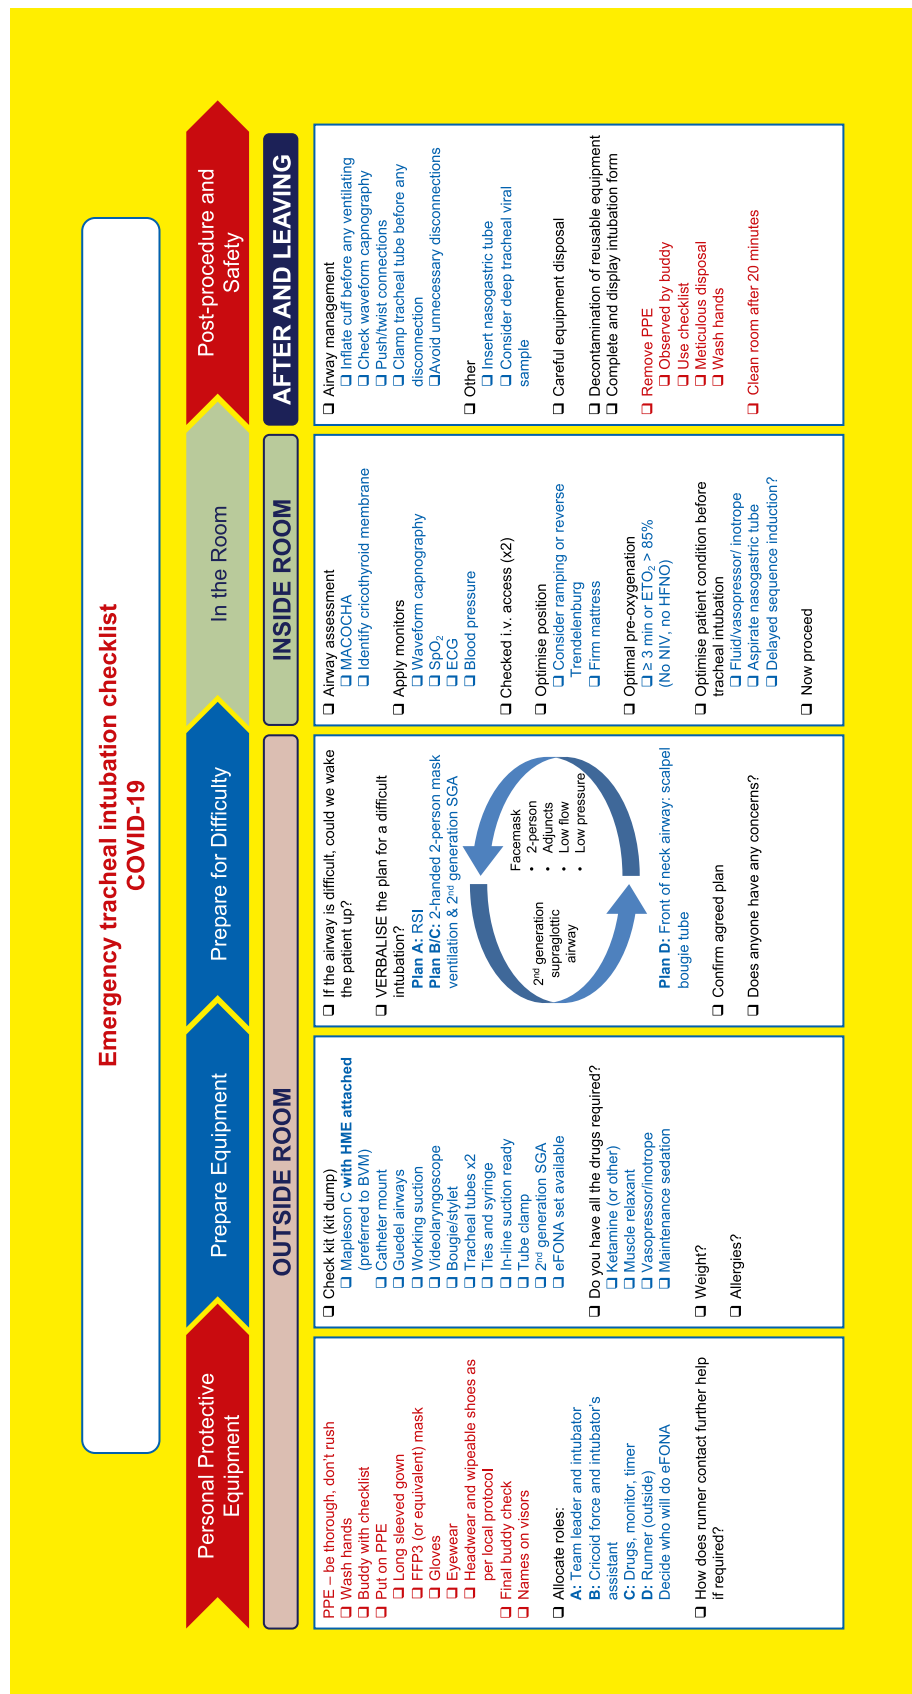 Emergency tracheal intubation checklist
COVID-19
Personal Protective
Equipment
Prepare Equipment
Prepare for Difficulty
In the Room
Post-procedure and
Safety
OUTSIDE ROOM
INSIDE ROOM
AFTER AND LEAVING
PPE – be thorough, don't rush
❑ Wash hands
❑ Buddy with checklist
❑ Put on PPE
❑ Long sleeved gown
❑ FFP3 (or equivalent) mask
❑ Gloves
❑ Eyewear
❑ Headwear and wipeable shoes as
per local protocol
❑ Final buddy check
❑ Names on visors
❑ Allocate roles:
A: Team leader and intubator
B: Cricoid force and intubator's
assistant
C: Drugs, monitor, timer
D: Runner (outside)
Decide who will do eFONA
❑ How does runner contact further help
if required?
❑ Check kit (kit dump)
❑ Mapleson C with HME attached
(preferred to BVM)
❑ Catheter mount
❑ Guedel airways
❑ Working suction
❑ Videolaryngoscope
❑ Bougie/stylet
❑ Tracheal tubes x2
❑ Ties and syringe
❑ In-line suction ready
❑ Tube clamp
❑ 2nd generation SGA
❑ eFONA set available
❑ Do you have all the drugs required?
❑ Ketamine (or other)
❑ Muscle relaxant
❑ Vasopressor/inotrope
❑ Maintenance sedation
❑ Weight?
❑ Allergies?
❑ If the airway is difficult, could we wake
the patient up?
❑ VERBALISE the plan for a difficult
intubation?
Plan A: RSI
Plan B/C: 2-handed 2-person mask
ventilation & 2nd generation SGA
2nd generation
supraglottic
airway
Facemask
• 2-person
• Adjuncts
• Low flow
• Low pressure
Plan D: Front of neck airway: scalpel
bougie tube
❑ Confirm agreed plan
❑ Does anyone have any concerns?
❑ Airway assessment
❑ MACOCHA
❑ Identify cricothyroid membrane
❑ Apply monitors
❑ Waveform capnography
❑ SpO2
❑ ECG
❑ Blood pressure
❑ Checked i.v. access (x2)
❑ Optimise position
❑ Consider ramping or reverse
Trendelenburg
❑ Firm mattress
❑ Optimal pre-oxygenation
❑ ≥ 3 min or ETO2 > 85%
(No NIV, no HFNO)
❑ Optimise patient condition before
tracheal intubation
❑ Fluid/vasopressor/ inotrope
❑ Aspirate nasogastric tube
❑ Delayed sequence induction?
❑ Now proceed
❑ Airway management
❑ Inflate cuff before any ventilating
❑ Check waveform capnography
❑ Push/twist connections
❑ Clamp tracheal tube before any
disconnection
❑Avoid unnecessary disconnections
❑ Other
❑ Insert nasogastric tube
❑ Consider deep tracheal viral
sample
❑ Careful equipment disposal
❑ Decontamination of reusable equipment
❑ Complete and display intubation form
❑ Remove PPE
❑ Observed by buddy
❑ Use checklist
❑ Meticulous disposal
❑ Wash hands
❑ Clean room after 20 minutes